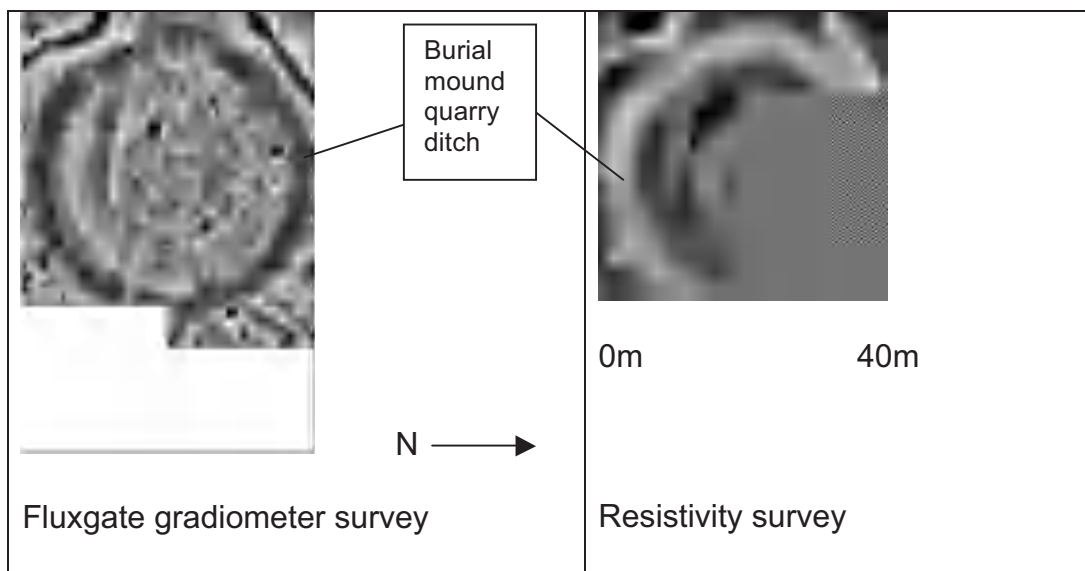 Burial
mound
quarry
ditch
0m 40m
N
Fluxgate gradiometer survey
Resistivity survey